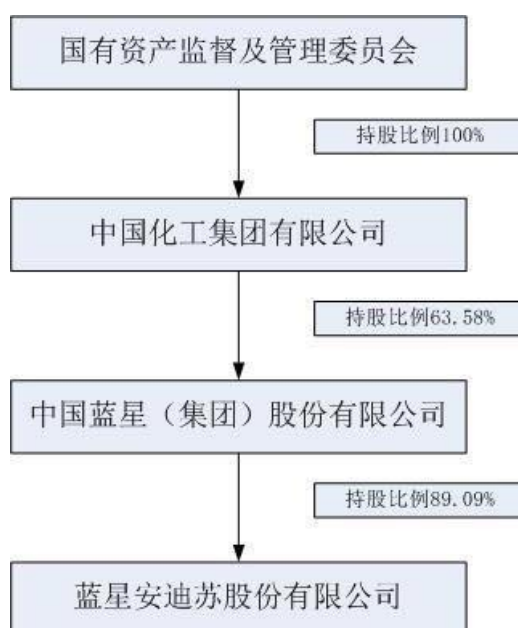 国有资产监督及管理委员会
持股比例100%
中国化工集团有限公司
持股比例63.58%
中国蓝星（集团）股份有限公司
持股比例89.09%
蓝星安迪苏股份有限公司